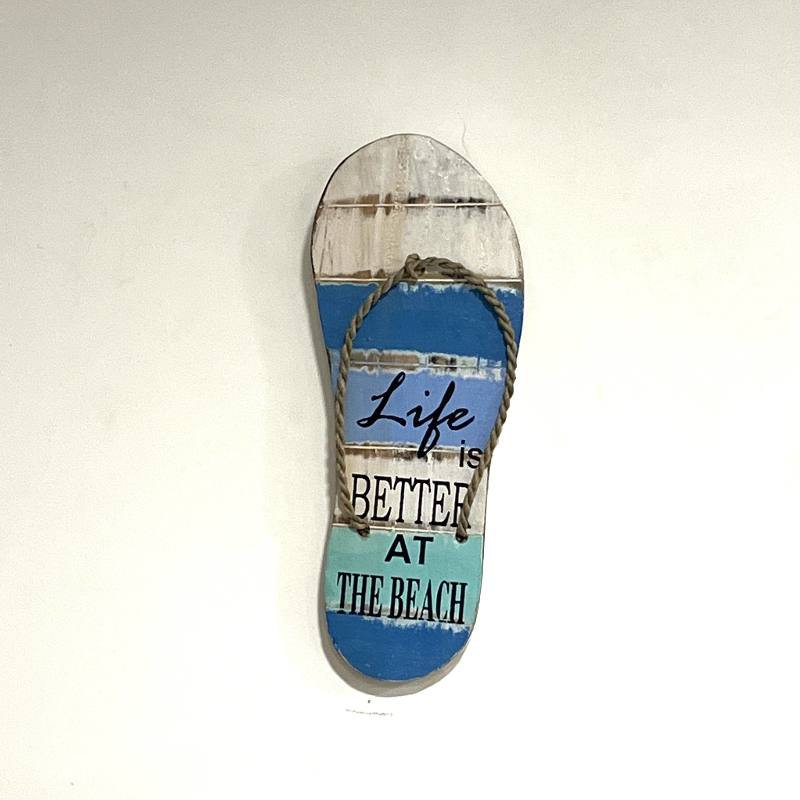 Life
is
BETTER
AT
THE BEACH